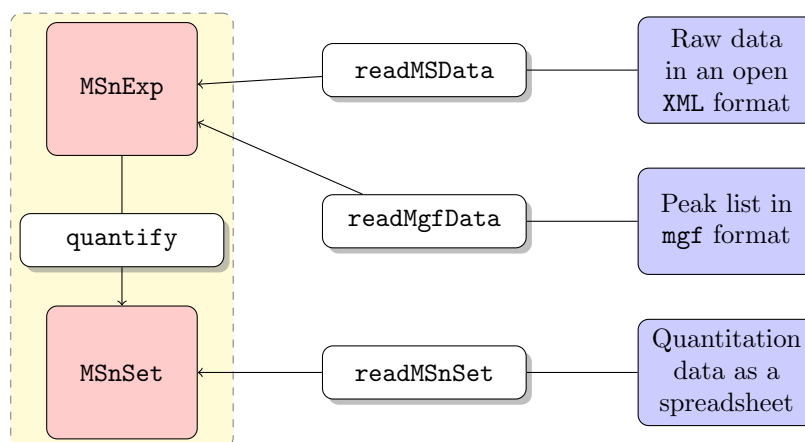 MSnExp
readMSData
Raw data
in an open
XML format
quantify
readMgfData
Peak list in
mgf format
MSnSet
readMSnSet
Quantitation
data as a
spreadsheet